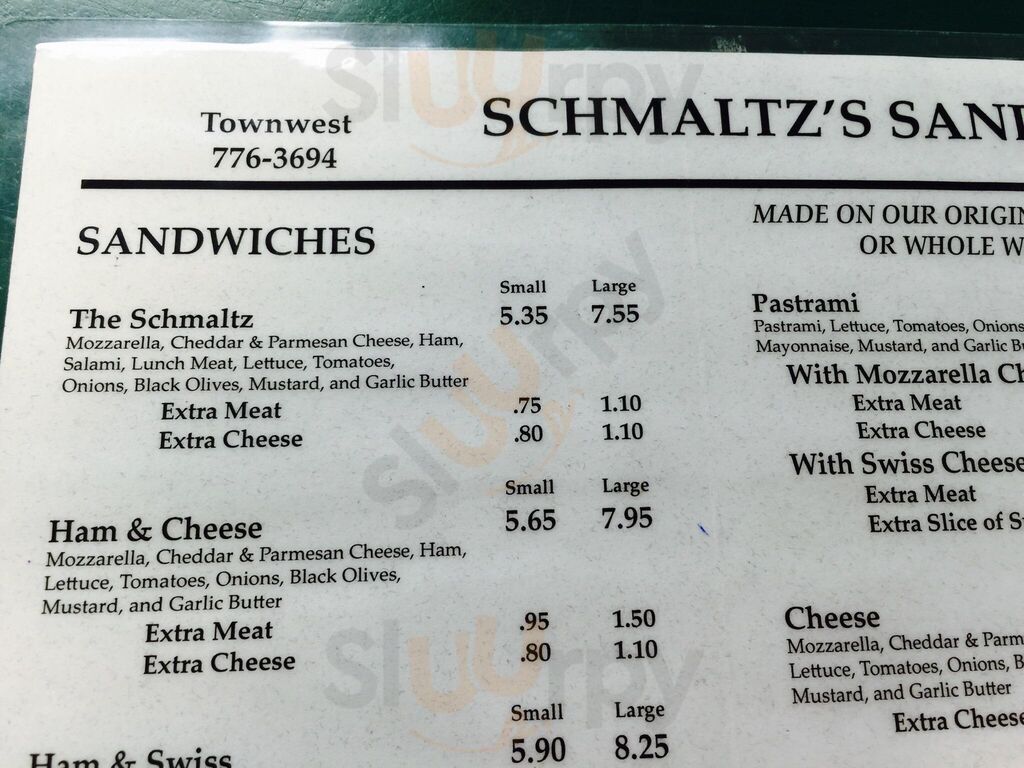 Townwest
776-3694
SCHMALTZ'S
SANDWICHES
Small Large
The Schmaltz 5.35 7.55
Mozzarella, Cheddar & Parmesan Cheese, Ham,
Salami, Lunch Meat, Lettuce, Tomatoes,
Onions, Black Olives, Mustard, and Garlic Butter
Extra Meat .75 1.10
Extra Cheese .80 1.10
Small Large
Ham & Cheese 5.65 7.95
Mozzarella, Cheddar & Parmesan Cheese, Ham,
Lettuce, Tomatoes, Onions, Black Olives,
Mustard, and Garlic Butter
Extra Meat .95 1.50
Extra Cheese .80 1.10
Small Large
Ham & Swiss 5.90 8.25
MADE ON OUR
OR WHOLE
Pastrami
Pastrami, Lettuce, Tomatoes, Onions
Mayonnaise, Mustard, and Garlic
With Mozzarella
Extra Meat
Extra Cheese
With Swiss Cheese
Extra Meat
Extra Slice of
Cheese
Mozzarella, Cheddar &
Lettuce, Tomatoes, Onions,
Mustard, and Garlic Butter
Extra Cheese
Sluurpy
Sluurpy
Sluurpy